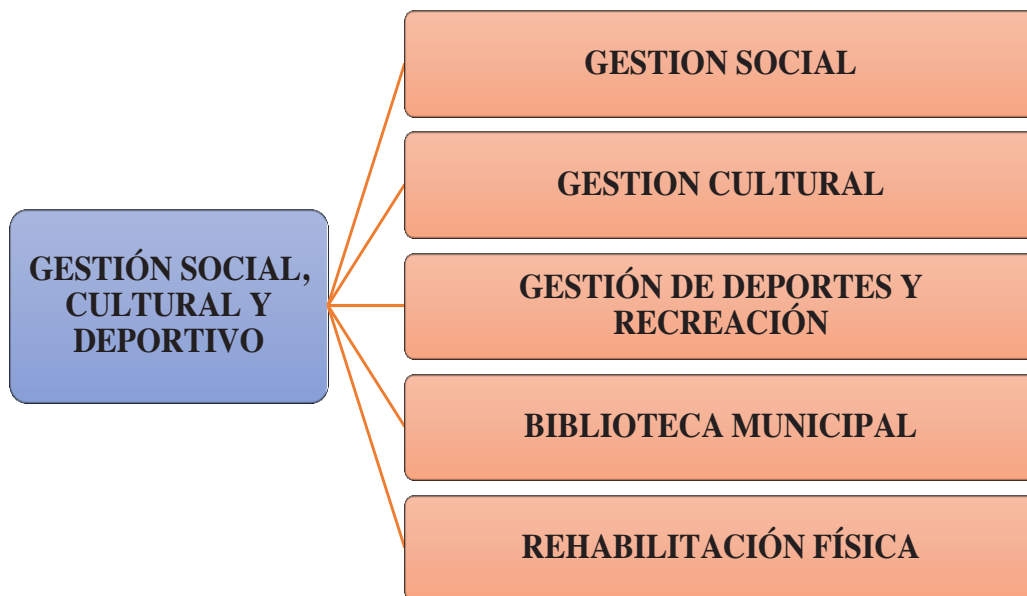 GESTION SOCIAL
GESTION CULTURAL
GESTIÓN SOCIAL,
CULTURAL Y
DEPORTIVO
GESTIÓN DE DEPORTES Y
RECREACIÓN
BIBLIOTECA MUNICIPAL
REHABILITACIÓN FÍSICA